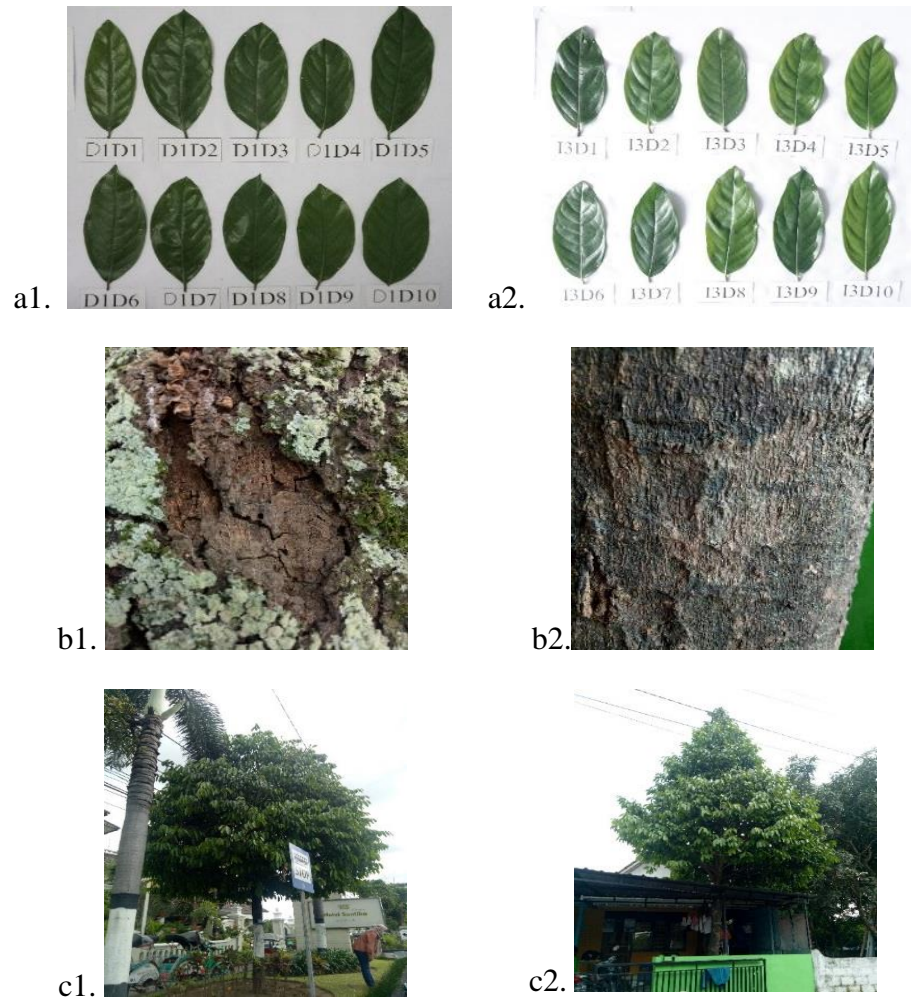 D1D1 D1D2 D1D3 D1D4 D1D5
D1D6 D1D7 D1D8 D1D9 D1D10
a1.
I3D1 I3D2 I3D3 I3D4 I3D5
I3D6 I3D7 I3D8 I3D9 I3D10
a2.
b1.
b2.
c1.
c2.